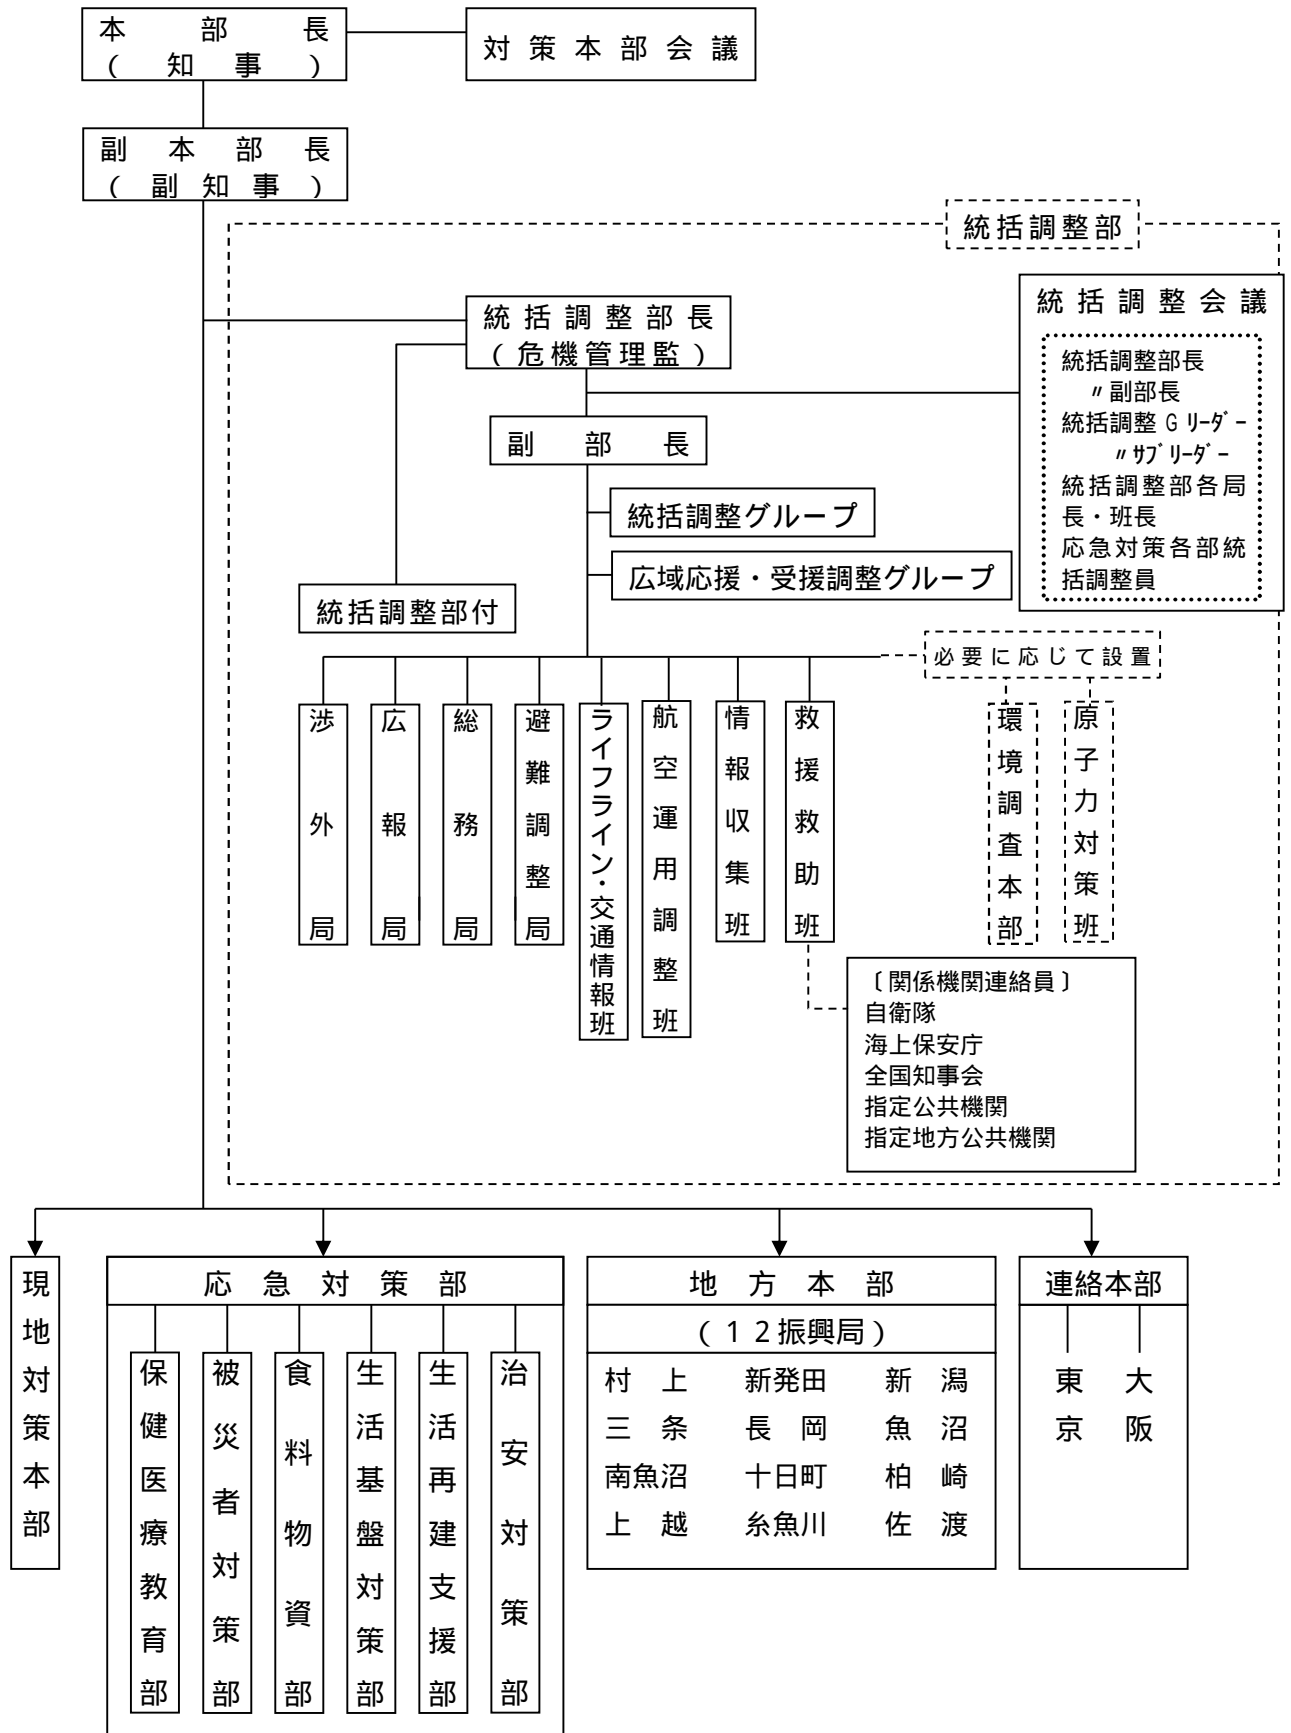 本部長
(知事)
対策本部会議
副本部長
(副知事)
統括調整部
統括調整部長
(危機管理監)
統括調整会議
統括調整部長
〃副部長
統括調整Gリーダー
〃サブリーダー
統括調整部各局
長・班長
応急対策各部統
括調整員
副部長
統括調整グループ
広域応援・受援調整グループ
統括調整部付
必要に応じて設置
渉外局
広報局
総務局
避難調整局
ライフライン・交通情報班
航空運用調整班
情報収集班
救援救助班
環境調査本部
原子力対策班
〔関係機関連絡員〕
自衛隊
海上保安庁
全国知事会
指定公共機関
指定地方公共機関
現地対策本部
応急対策部
保健医療教育部
被災者対策部
食料物資部
生活基盤対策部
生活再建支援部
治安対策部
地方本部
(12振興局)
村上 新発田 新潟
三条 長岡 魚沼
南魚沼 十日町 柏崎
上越 糸魚川 佐渡
連絡本部
東京
大阪